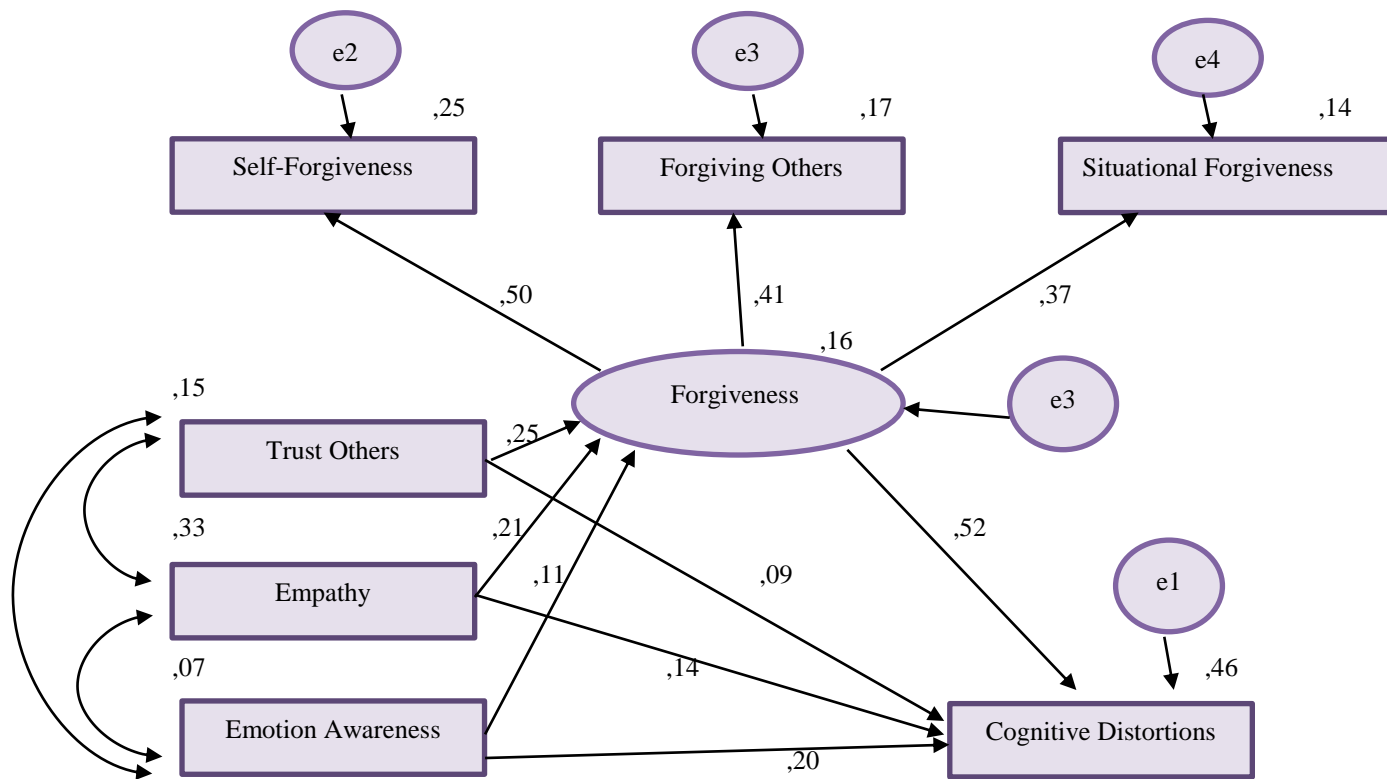 e2
e3
e4
,25
,17
,14
Self-Forgiveness
Forgiving Others
Situational Forgiveness
,50
,41
,37
,16
,15
Forgiveness
e3
Trust Others
,25
,33
,21
,52
,09
,11
Empathy
e1
,07
,14
,46
Emotion Awareness
Cognitive Distortions
,20